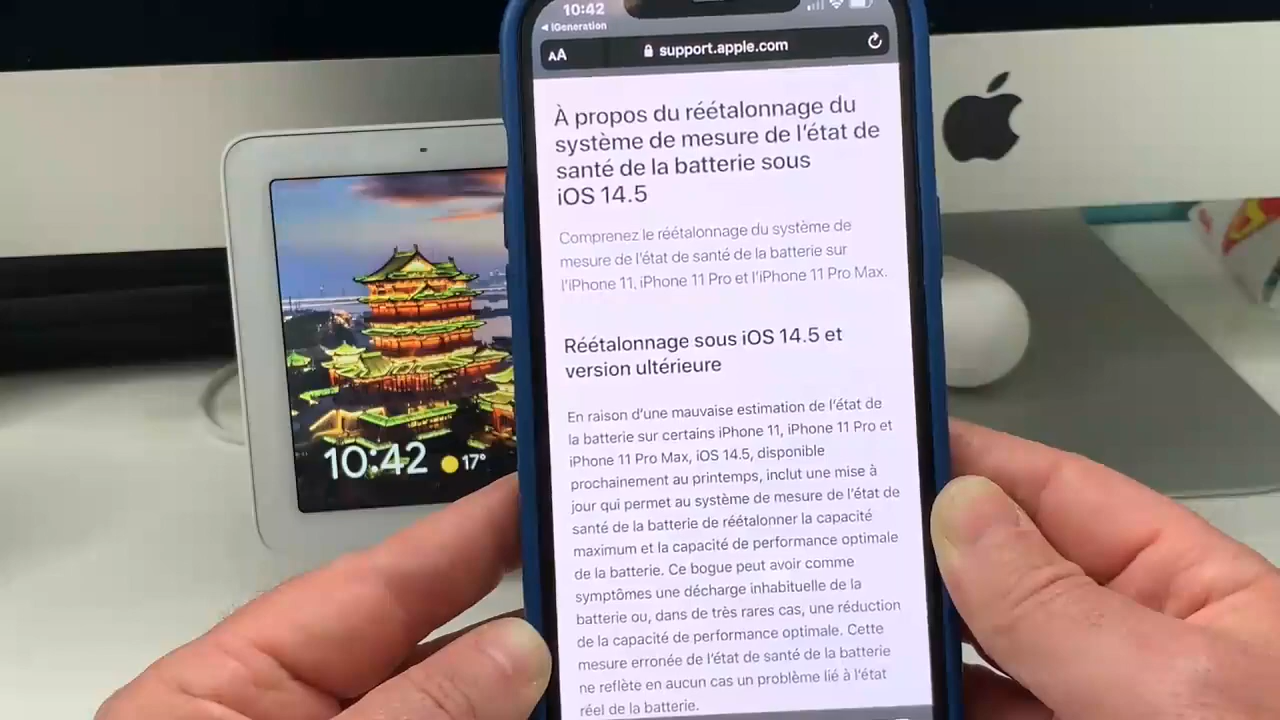 10:42
◀ iGeneration
AA
support.apple.com
À propos du réétalonnage du
système de mesure de l'état de
santé de la batterie sous
iOS 14.5
Comprenez le réétalonnage du système de
mesure de l'état de santé de la batterie sur
l'iPhone 11, iPhone 11 Pro et l'iPhone 11 Pro Max.
Réétalonnage sous iOS 14.5 et
version ultérieure
En raison d'une mauvaise estimation de l'état de
la batterie sur certains iPhone 11, iPhone 11 Pro et
iPhone 11 Pro Max, iOS 14.5, disponible
prochainement au printemps, inclut une mise à
jour qui permet au système de mesure de l'état de
santé de la batterie de réétalonner la capacité
maximum et la capacité de performance optimale
de la batterie. Ce bogue peut avoir comme
symptômes une décharge inhabituelle de la
batterie ou, dans de très rares cas, une réduction
de la capacité de performance optimale. Cette
mesure erronée de l'état de santé de la batterie
ne reflète en aucun cas un problème lié à l'état
réel de la batterie.
10:42 17°